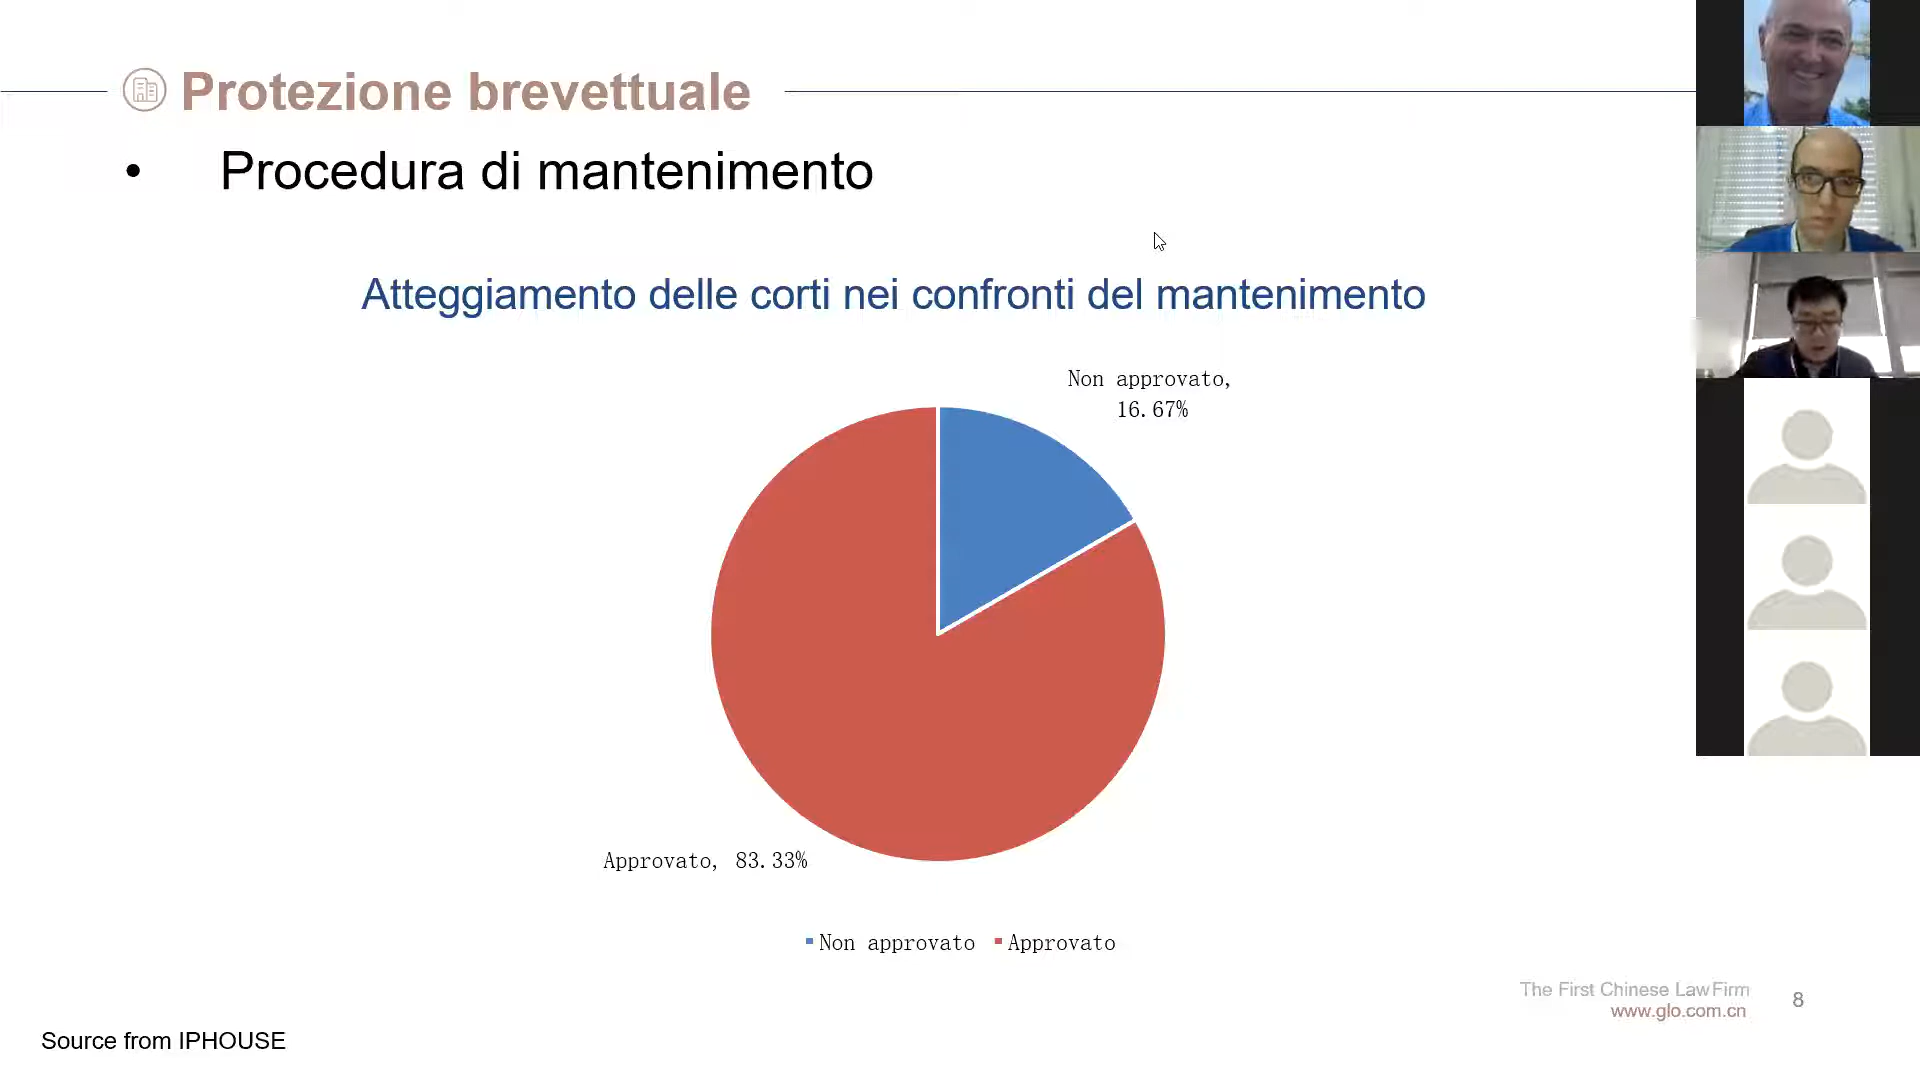 Protezione brevettuale
• Procedura di mantenimento
Atteggiamento delle corti nei confronti del mantenimento
Non approvato,
16.67%
Approvato, 83.33%
Non approvato Approvato
The First Chinese Law Firm
www.glo.com.cn
8
Source from IPHOUSE